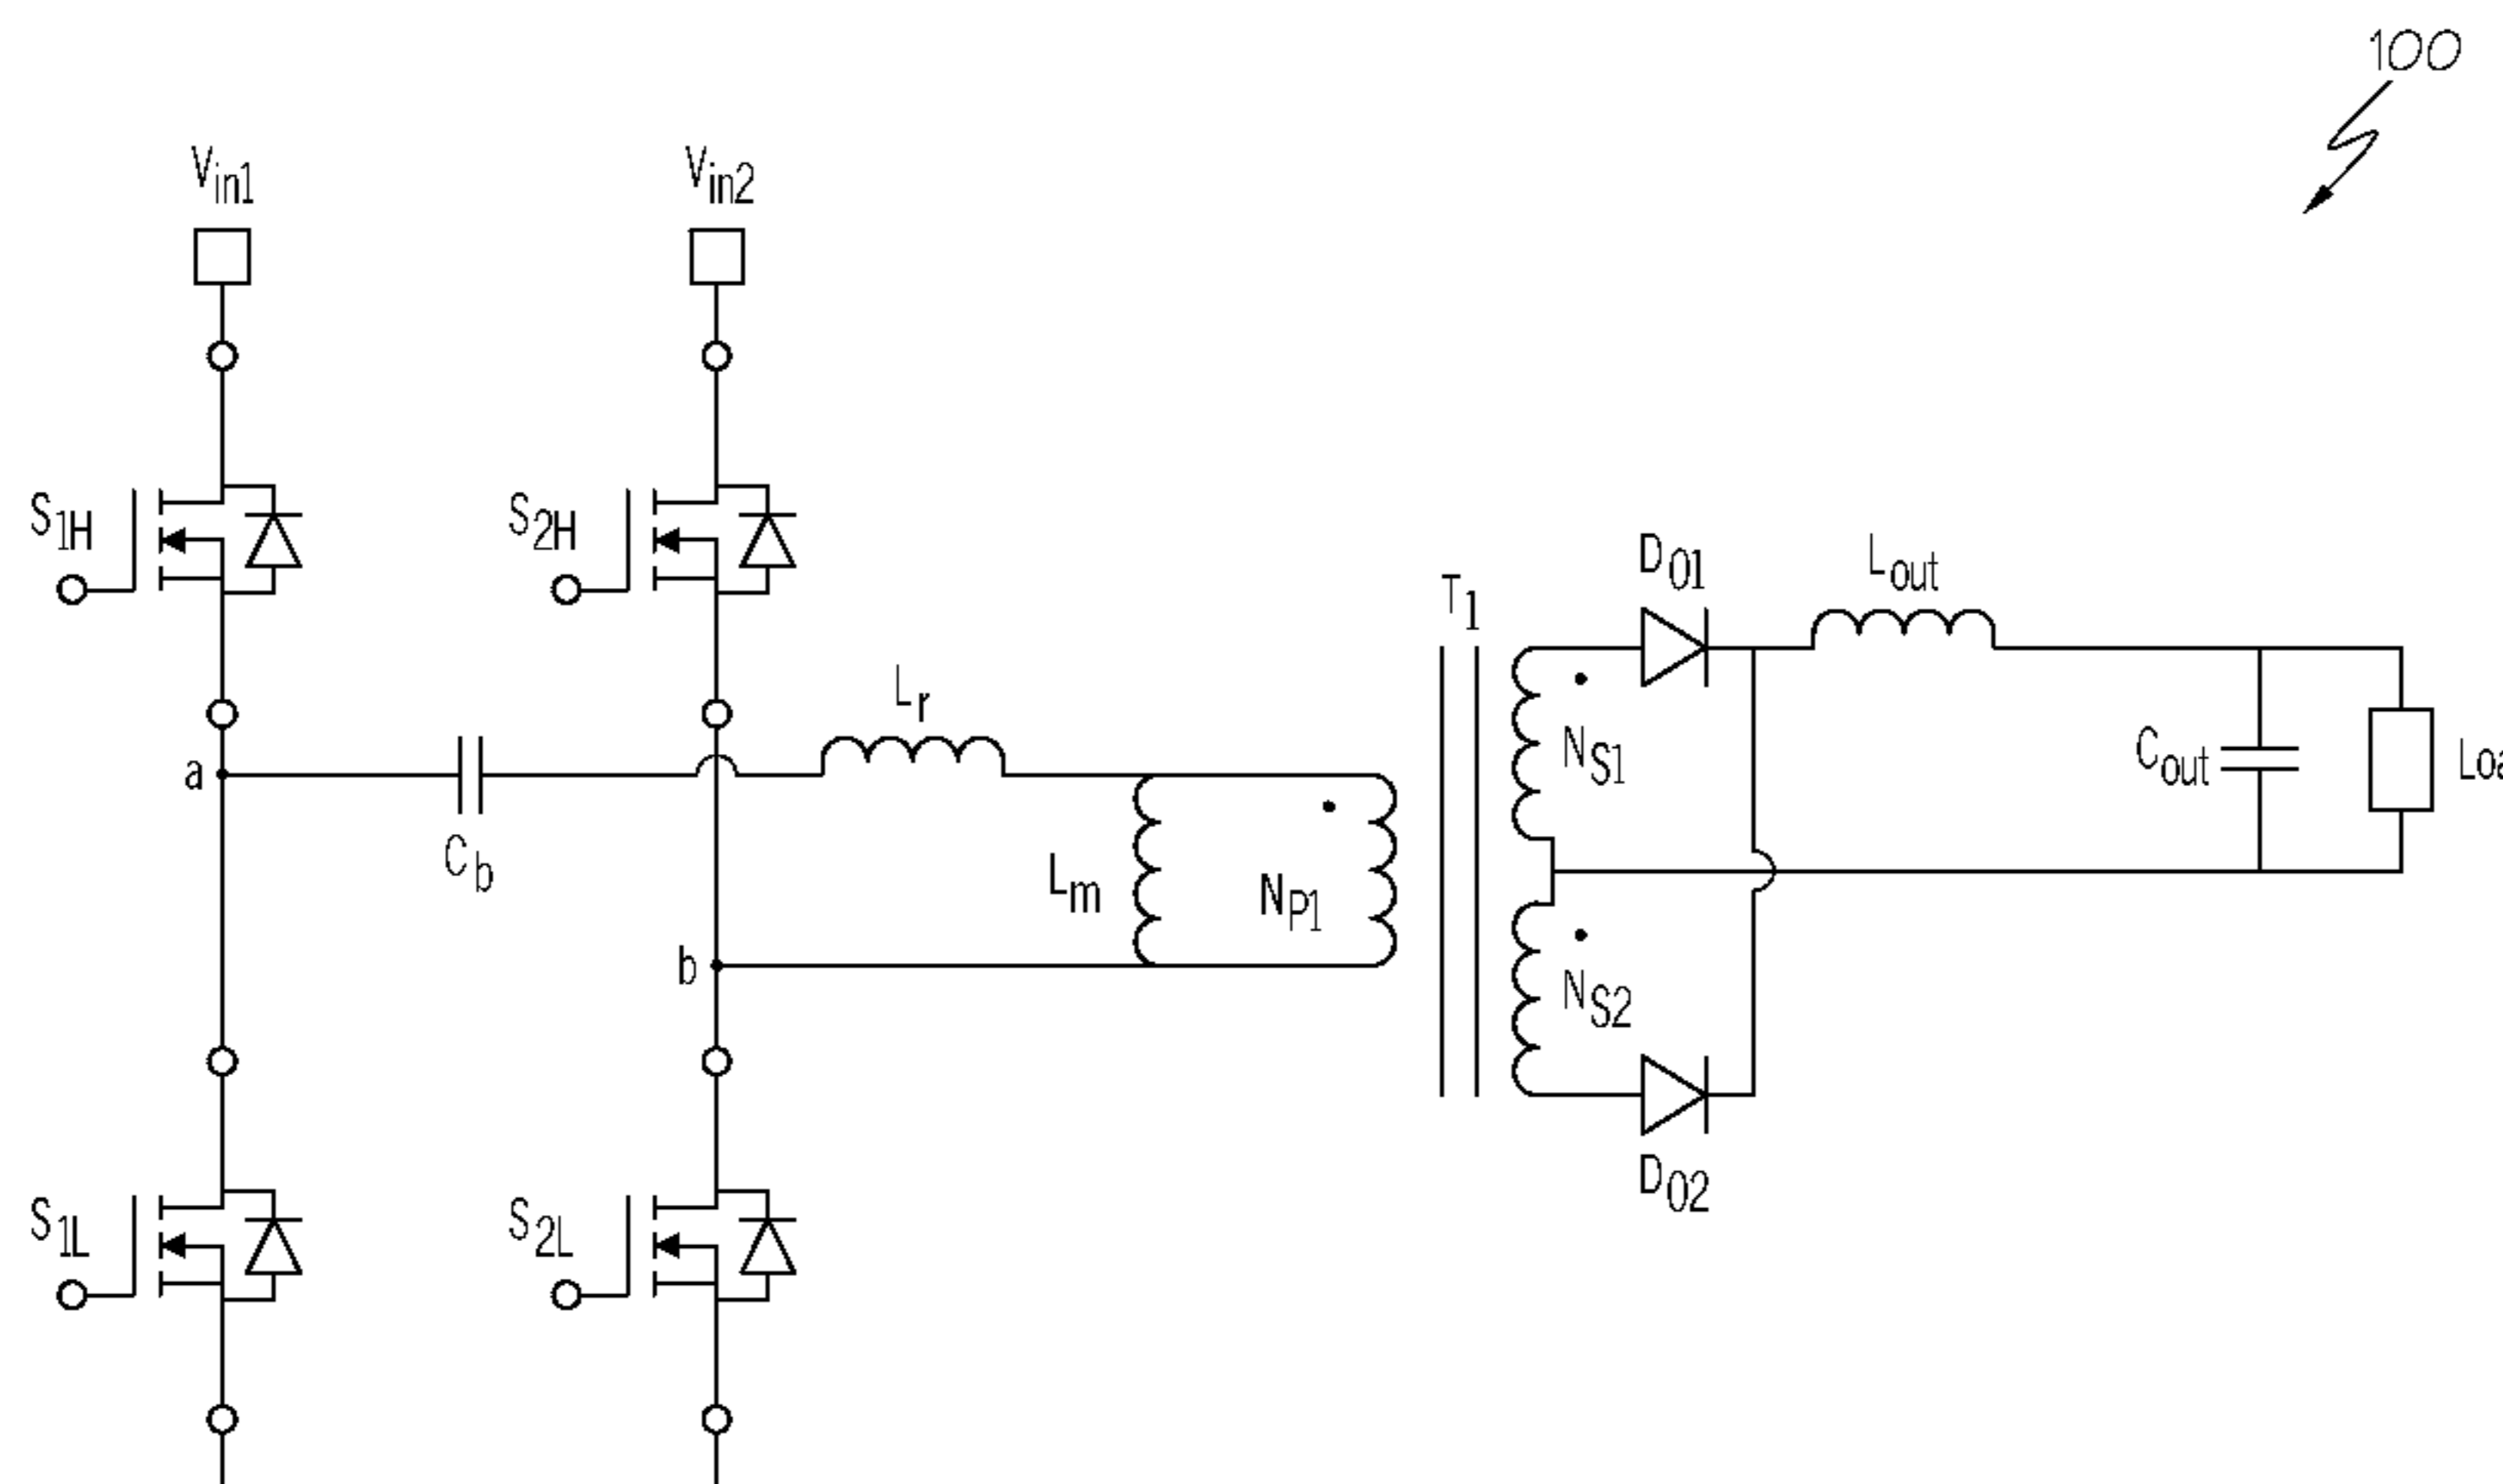 100
Vin1
Vin2
S1H
S2H
DO1
Lout
T1
Lr
NS1
Cout
a
Cb
Lm
NP1
b
NS2
DO2
S1L
S2L